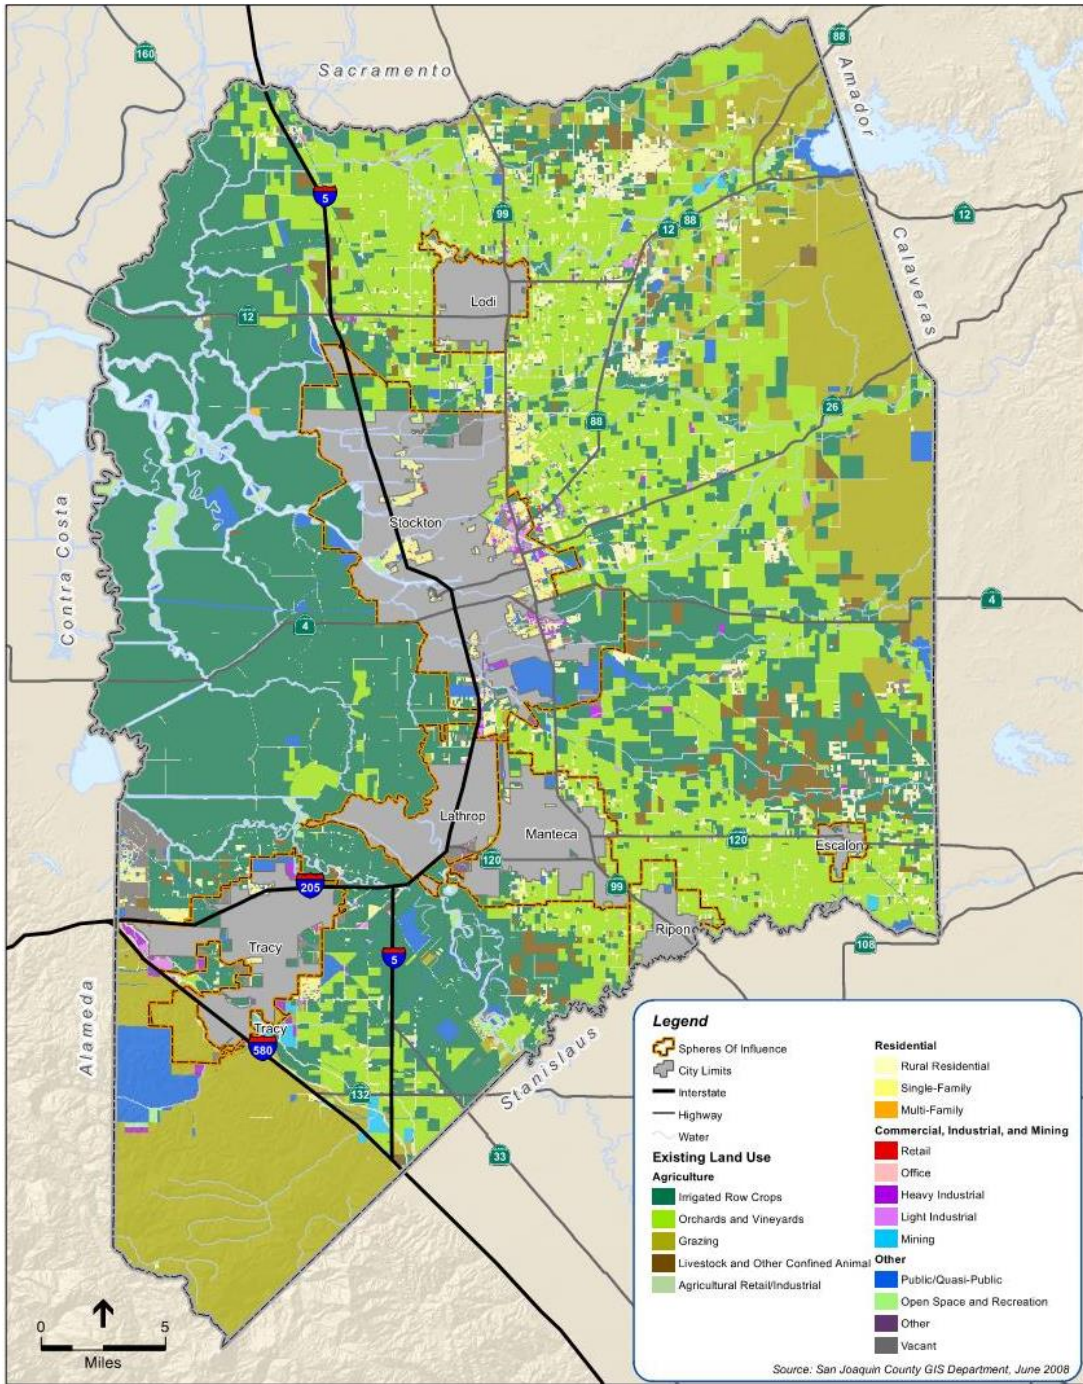 160
88
Sacramento
Amador
5
99
88
12
12
Calaveras
Lodi
12
26
88
Contra Costa
Stockton
4
4
Lathrop
Manteca
120
Escalon
120
205
99
Tracy
Ripon
108
5
Alameda
Tracy
580
Stanislaus
132
33
0 5
Miles
Legend
Spheres Of Influence
City Limits
Interstate
Highway
Water
Existing Land Use
Agriculture
Irrigated Row Crops
Orchards and Vineyards
Grazing
Livestock and Other Confined Animal
Agricultural Retail/Industrial
Residential
Rural Residential
Single-Family
Multi-Family
Commercial, Industrial, and Mining
Retail
Office
Heavy Industrial
Light Industrial
Mining
Other
Public/Quasi-Public
Open Space and Recreation
Other
Vacant
Source: San Joaquin County GIS Department, June 2008